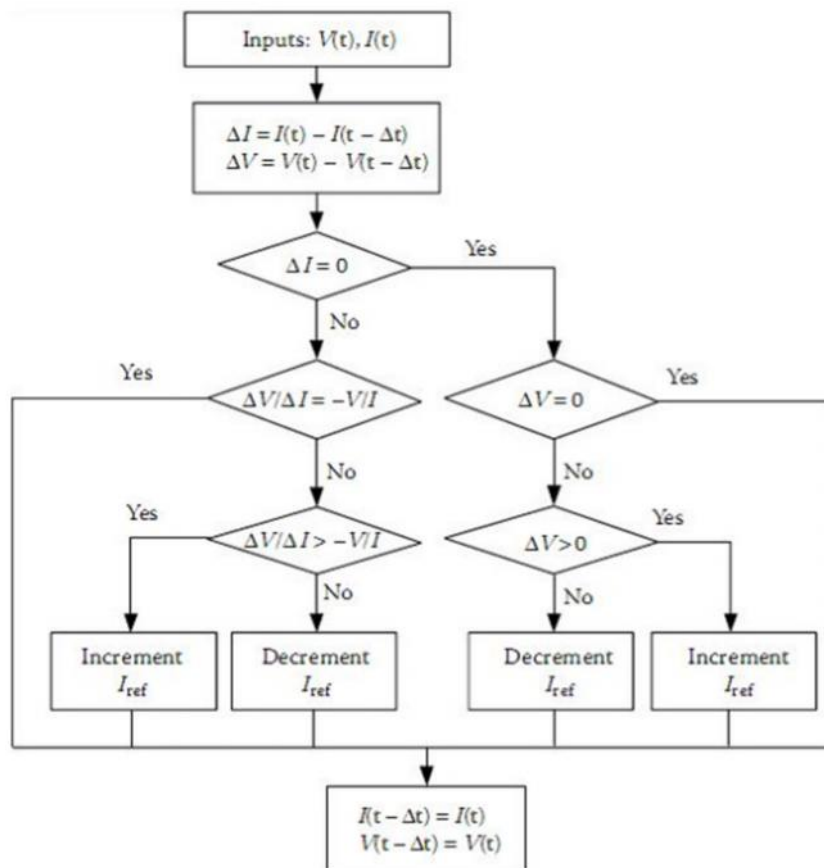 Inputs: V(t), I(t)
ΔI = I(t) − I(t − Δt)
ΔV = V(t) − V(t − Δt)
ΔI = 0
Yes
No
Yes
ΔV/ΔI = −V/I
ΔV = 0
Yes
No
No
Yes
ΔV/ΔI > −V/I
ΔV > 0
Yes
No
No
Increment
I_ref
Decrement
I_ref
Decrement
I_ref
Increment
I_ref
I(t − Δt) = I(t)
V(t − Δt) = V(t)